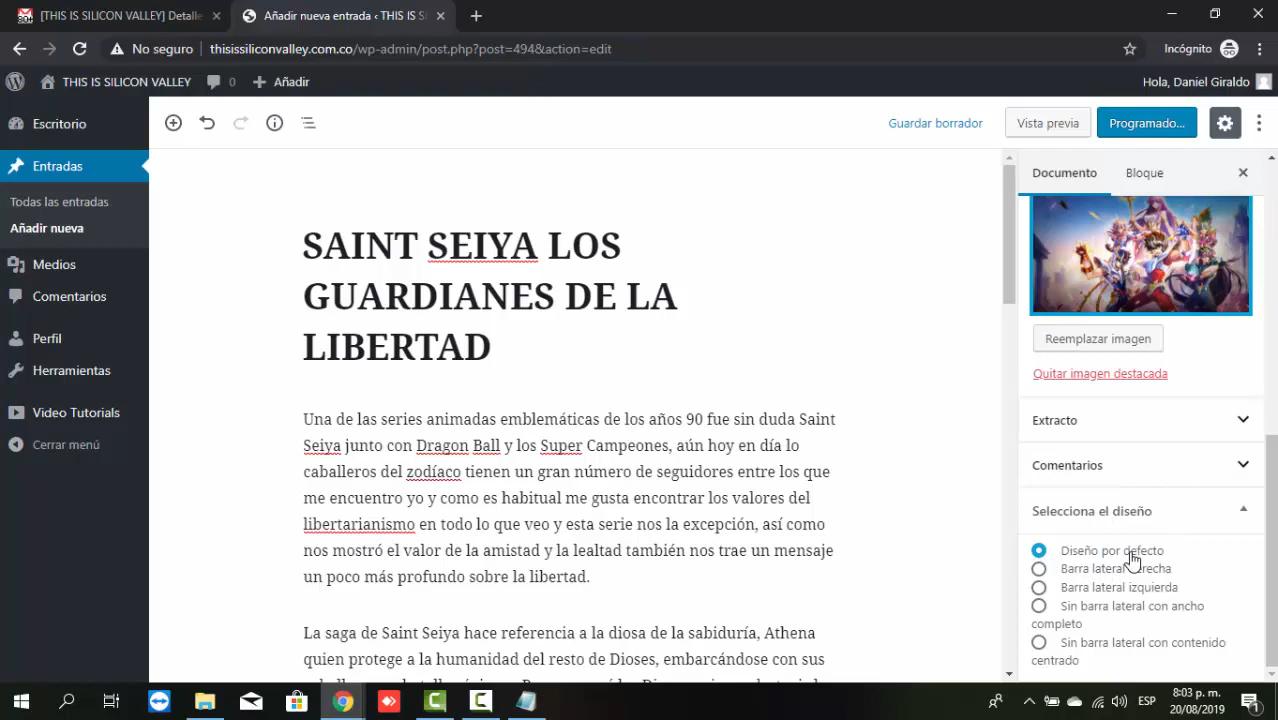 [THIS IS SILICON VALLEY] Detalle
Añadir nueva entrada ‹ THIS IS SI
No seguro
thisissiliconvalley.com.co/wp-admin/post.php?post=494&action=edit
Incógnito
THIS IS SILICON VALLEY
0
Añadir
Hola, Daniel Giraldo
Escritorio
Entradas
Todas las entradas
Añadir nueva
Medios
Comentarios
Perfil
Herramientas
Video Tutorials
Cerrar menú
Guardar borrador
Vista previa
Programado...
SAINT SEIYA LOS
GUARDIANES DE LA
LIBERTAD
Una de las series animadas emblemáticas de los años 90 fue sin duda Saint
Seiya junto con Dragon Ball y los Super Campeones, aún hoy en día lo
caballeros del zodíaco tienen un gran número de seguidores entre los que
me encuentro yo y como es habitual me gusta encontrar los valores del
libertarianismo en todo lo que veo y esta serie nos la excepción, así como
nos mostró el valor de la amistad y la lealtad también nos trae un mensaje
un poco más profundo sobre la libertad.
La saga de Saint Seiya hace referencia a la diosa de la sabiduría, Athena
quien protege a la humanidad del resto de Dioses, embarcándose con sus
Documento
Bloque
Reemplazar imagen
Quitar imagen destacada
Extracto
Comentarios
Selecciona el diseño
Diseño por defecto
Barra lateral derecha
Barra lateral izquierda
Sin barra lateral con ancho
completo
Sin barra lateral con contenido
centrado
ESP
8:03 p. m.
20/08/2019